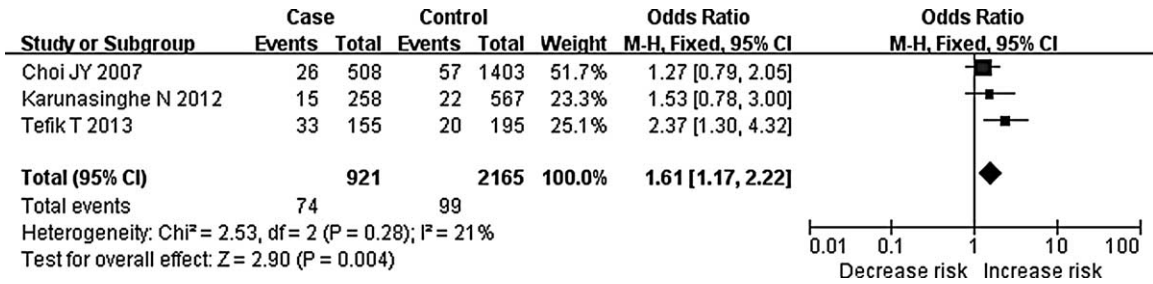 Case Control Odds Ratio Odds Ratio
Study or Subgroup Events Total Events Total Weight M-H, Fixed, 95% CI M-H, Fixed, 95% CI
Choi JY 2007 26 508 57 1403 51.7% 1.27 [0.79, 2.05]
Karunasinghe N 2012 15 258 22 567 23.3% 1.53 [0.78, 3.00]
Tefik T 2013 33 155 20 195 25.1% 2.37 [1.30, 4.32]
Total (95% CI) 921 2165 100.0% 1.61 [1.17, 2.22]
Total events 74 99
Heterogeneity: Chi² = 2.53, df = 2 (P = 0.28); I² = 21%
Test for overall effect: Z = 2.90 (P = 0.004)
0.01 0.1 1 10 100
Decrease risk Increase risk